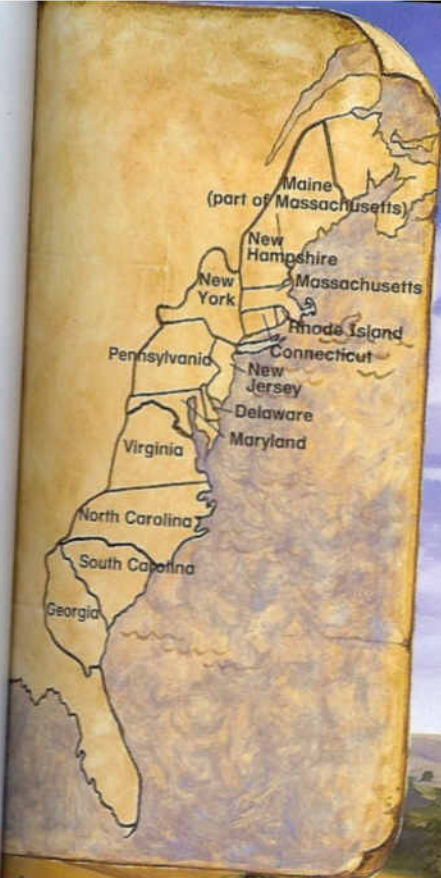 Maine
(part of Massachusetts)
New
Hampshire
Massachusetts
New
York
Rhode Island
Connecticut
Pennsylvania
New
Jersey
Delaware
Maryland
Virginia
North Carolina
South Carolina
Georgia